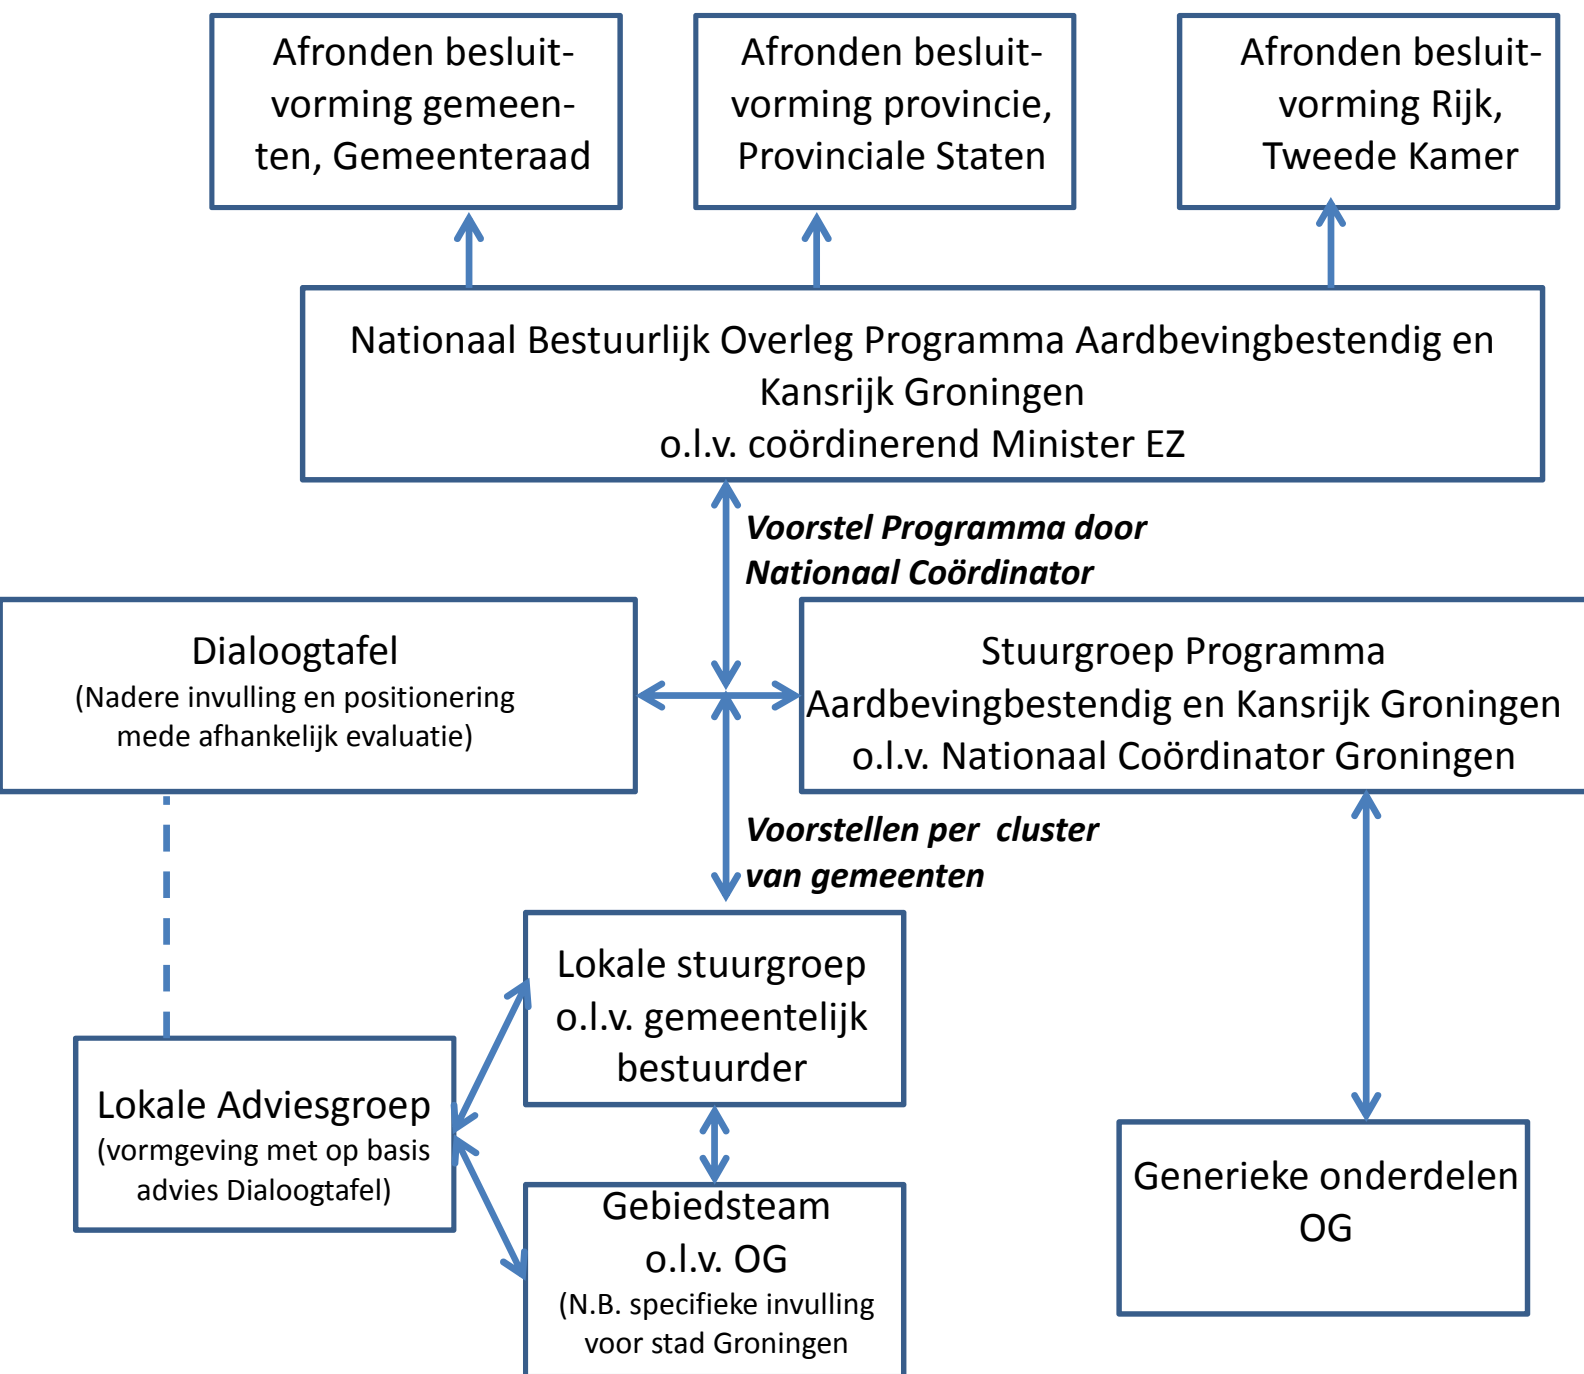 Afronden besluit-
vorming gemeen-
ten, Gemeenteraad
Afronden besluit-
vorming provincie,
Provinciale Staten
Afronden besluit-
vorming Rijk,
Tweede Kamer
Nationaal Bestuurlijk Overleg Programma Aardbevingbestendig en
Kansrijk Groningen
o.l.v. coördinerend Minister EZ
Voorstel Programma door
Nationaal Coördinator
Dialoogtafel
(Nadere invulling en positionering
mede afhankelijk evaluatie)
Stuurgroep Programma
Aardbevingbestendig en Kansrijk Groningen
o.l.v. Nationaal Coördinator Groningen
Voorstellen per cluster
van gemeenten
Lokale stuurgroep
o.l.v. gemeentelijk
bestuurder
Lokale Adviesgroep
(vormgeving met op basis
advies Dialoogtafel)
Gebiedsteam
o.l.v. OG
(N.B. specifieke invulling
voor stad Groningen
Generieke onderdelen
OG